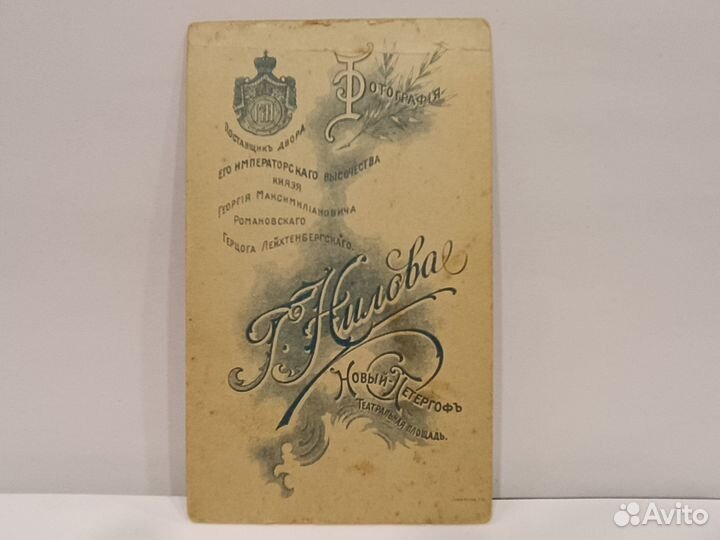 Фотографія
Поставщикъ двора
Его Императорскаго Высочества
Князя
Георгія Максимиліановича
Романовскаго
Герцога Лейхтенбергскаго.
Г. Нилова
Новый-Петергофъ
Театральная площадь.
Avito